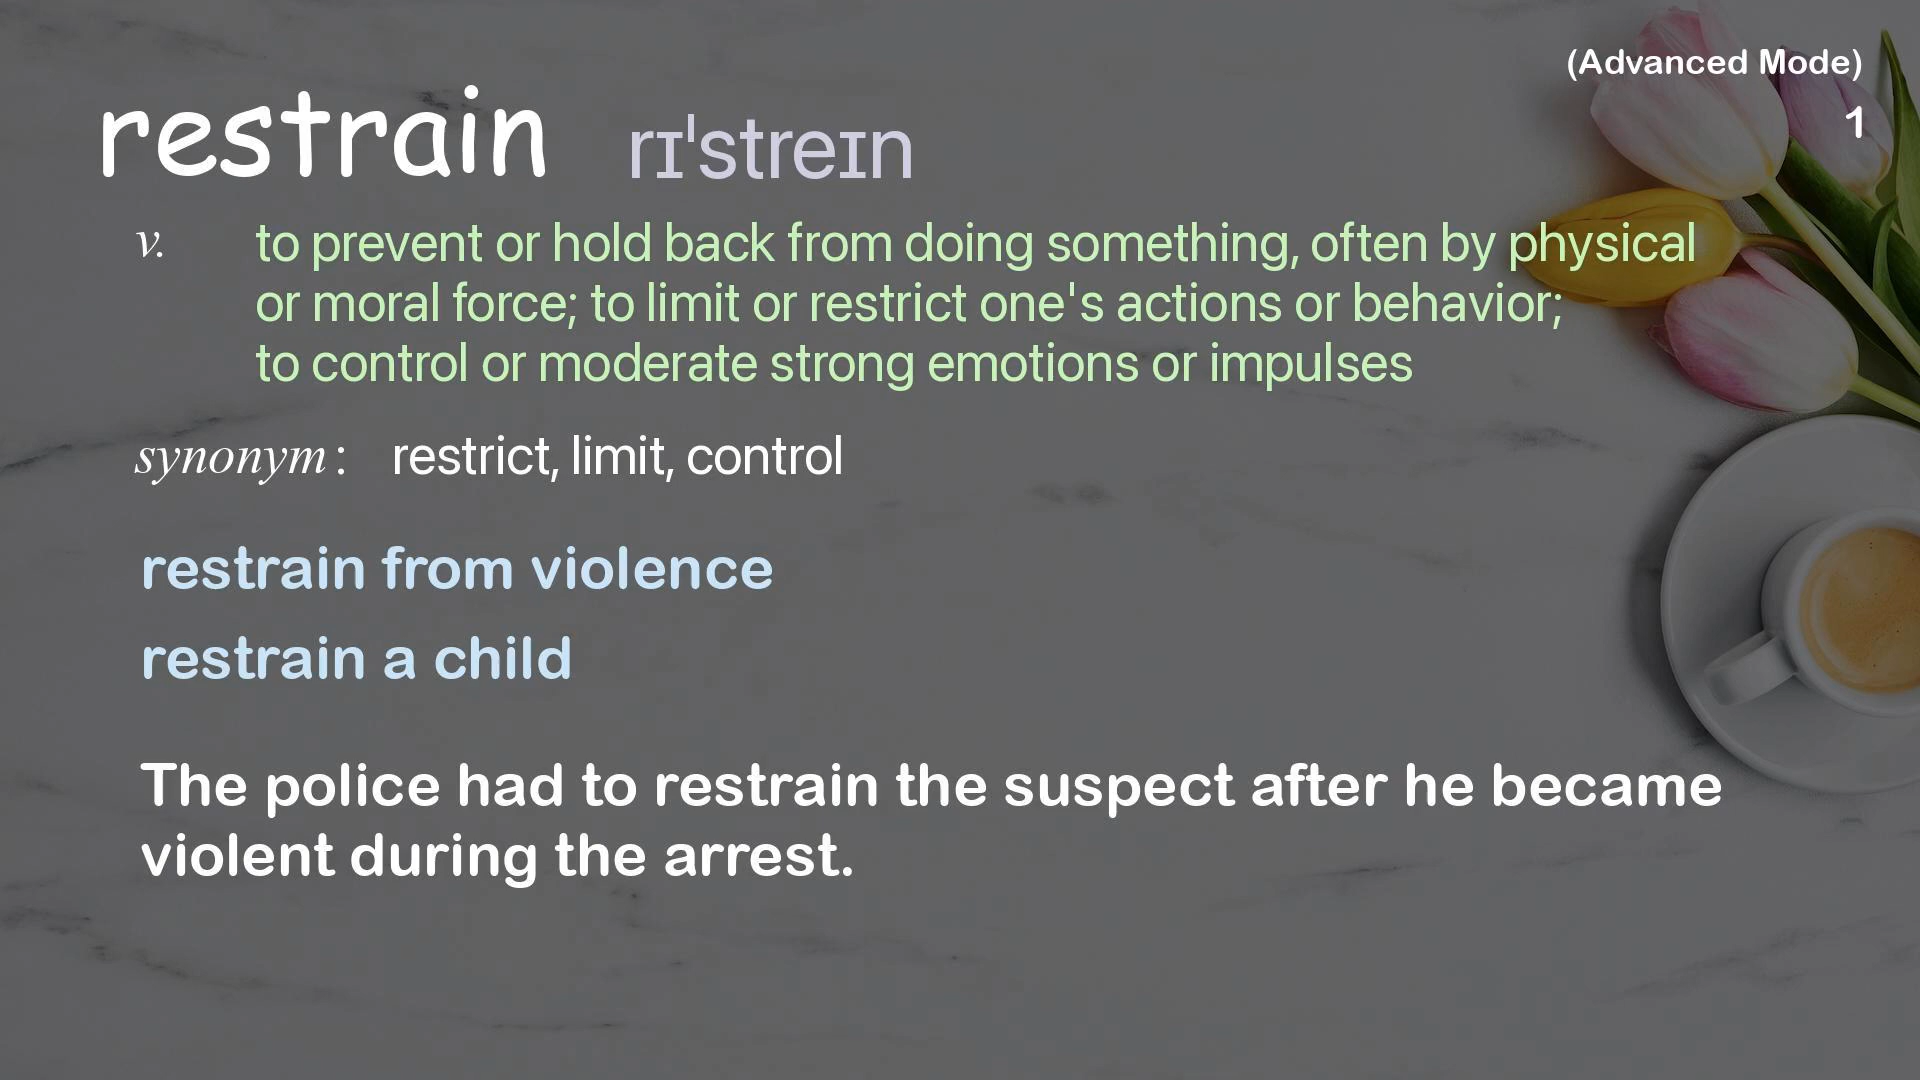 (Advanced Mode)
1
restrain rɪˈstreɪn
v. to prevent or hold back from doing something, often by physical
or moral force; to limit or restrict one's actions or behavior;
to control or moderate strong emotions or impulses
synonym : restrict, limit, control
restrain from violence
restrain a child
The police had to restrain the suspect after he became
violent during the arrest.